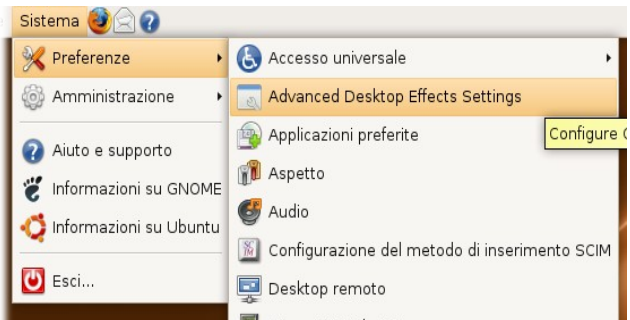 Sistema
Preferenze
Amministrazione
Aiuto e supporto
Informazioni su GNOME
Informazioni su Ubuntu
Esci...
Accesso universale
Advanced Desktop Effects Settings
Configure
Applicazioni preferite
Aspetto
Audio
Configurazione del metodo di inserimento SCIM
Desktop remoto